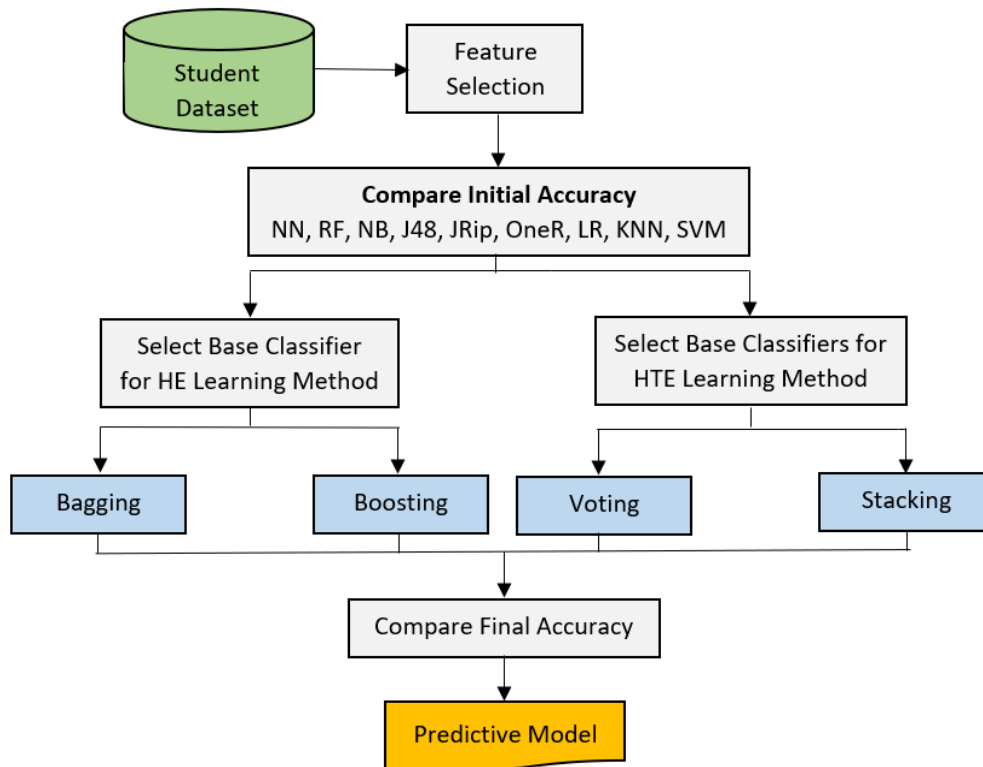 Student
Dataset
Feature
Selection
Compare Initial Accuracy
NN, RF, NB, J48, JRip, OneR, LR, KNN, SVM
Select Base Classifier
for HE Learning Method
Select Base Classifiers for
HTE Learning Method
Bagging
Boosting
Voting
Stacking
Compare Final Accuracy
Predictive Model